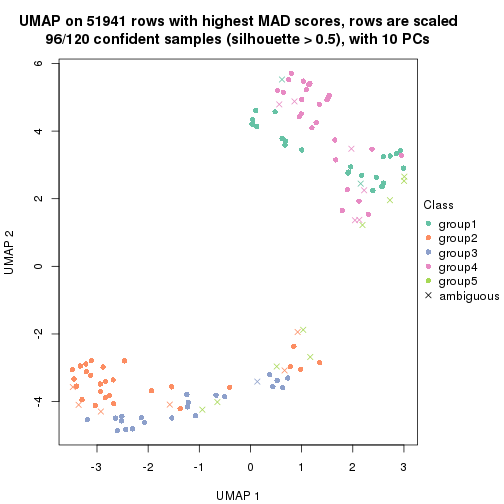 UMAP on 51941 rows with highest MAD scores, rows are scaled
96/120 confident samples (silhouette > 0.5), with 10 PCs
6
4
2
0
-2
-4
UMAP 2
-3
-2
-1
0
1
2
3
UMAP 1
Class
group1
group2
group3
group4
group5
ambiguous